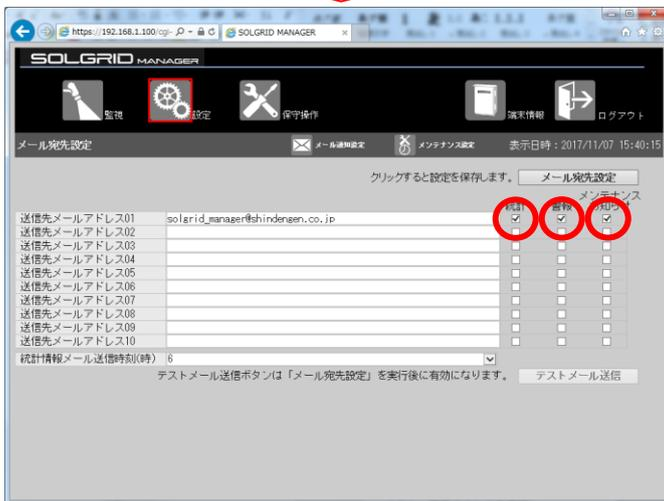 https://192.168.1.100/cgi-
SOLGRID MANAGER
SOLGRID MANAGER
監視
設定
保守操作
端末情報
ログアウト
メール宛先設定
メール通知設定
メンテナンス設定
表示日時：2017/11/07 15:40:15
クリックすると設定を保存します。
メール宛先設定
統計
警報
メンテナンス
お知らせ
送信先メールアドレス01 solgrid_manager@shindengen.co.jp
送信先メールアドレス02
送信先メールアドレス03
送信先メールアドレス04
送信先メールアドレス05
送信先メールアドレス06
送信先メールアドレス07
送信先メールアドレス08
送信先メールアドレス09
送信先メールアドレス10
統計情報メール送信時刻(時) 6
テストメール送信ボタンは「メール宛先設定」を実行後に有効になります。
テストメール送信